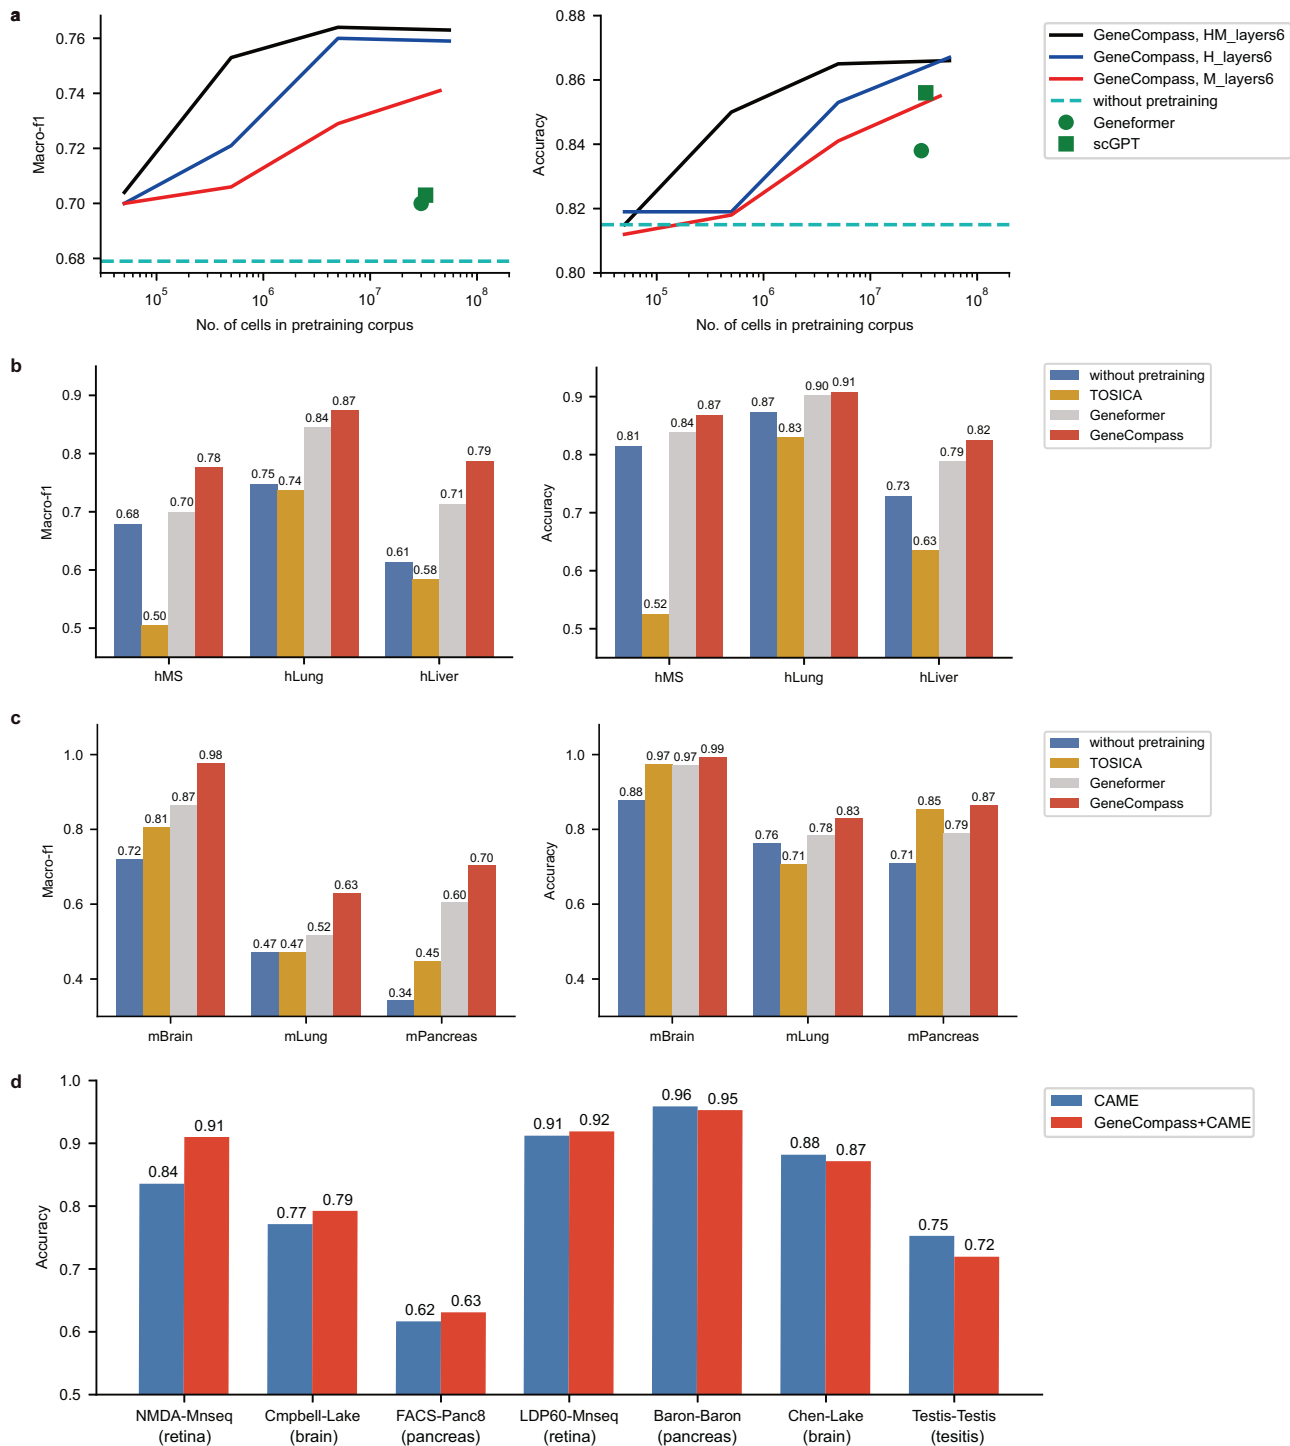 a
Macro-f1
0.76
0.74
0.72
0.70
0.68
10^5
10^6
10^7
10^8
No. of cells in pretraining corpus
Accuracy
0.88
0.86
0.84
0.82
0.80
10^5
10^6
10^7
10^8
No. of cells in pretraining corpus
GeneCompass, HM_layers6
GeneCompass, H_layers6
GeneCompass, M_layers6
without pretraining
Geneformer
scGPT
b
Macro-f1
0.9
0.8
0.7
0.6
0.5
0.68
0.50
0.70
0.78
0.75
0.74
0.84
0.87
0.61
0.58
0.71
0.79
hMS
hLung
hLiver
Accuracy
0.9
0.8
0.7
0.6
0.5
0.81
0.52
0.84
0.87
0.87
0.83
0.90
0.91
0.73
0.63
0.79
0.82
hMS
hLung
hLiver
without pretraining
TOSICA
Geneformer
GeneCompass
c
Macro-f1
1.0
0.8
0.6
0.4
0.72
0.81
0.87
0.98
0.47
0.47
0.52
0.63
0.34
0.45
0.60
0.70
mBrain
mLung
mPancreas
Accuracy
1.0
0.8
0.6
0.4
0.88
0.97
0.97
0.99
0.76
0.71
0.78
0.83
0.71
0.85
0.79
0.87
mBrain
mLung
mPancreas
without pretraining
TOSICA
Geneformer
GeneCompass
d
Accuracy
1.0
0.9
0.8
0.7
0.6
0.5
0.84
0.91
0.77
0.79
0.62
0.63
0.91
0.92
0.96
0.95
0.88
0.87
0.75
0.72
NMDA-Mnseq
(retina)
Cmpbell-Lake
(brain)
FACS-Panc8
(pancreas)
LDP60-Mnseq
(retina)
Baron-Baron
(pancreas)
Chen-Lake
(brain)
Testis-Testis
(tesitis)
CAME
GeneCompass+CAME